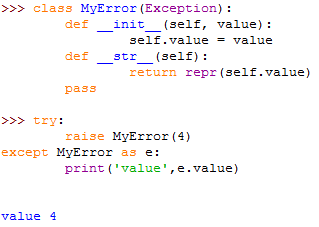 >>> class MyError(Exception):
        def __init__(self, value):
                self.value = value
        def __str__(self):
                return repr(self.value)
        pass

>>> try:
        raise MyError(4)
except MyError as e:
        print('value',e.value)

value 4